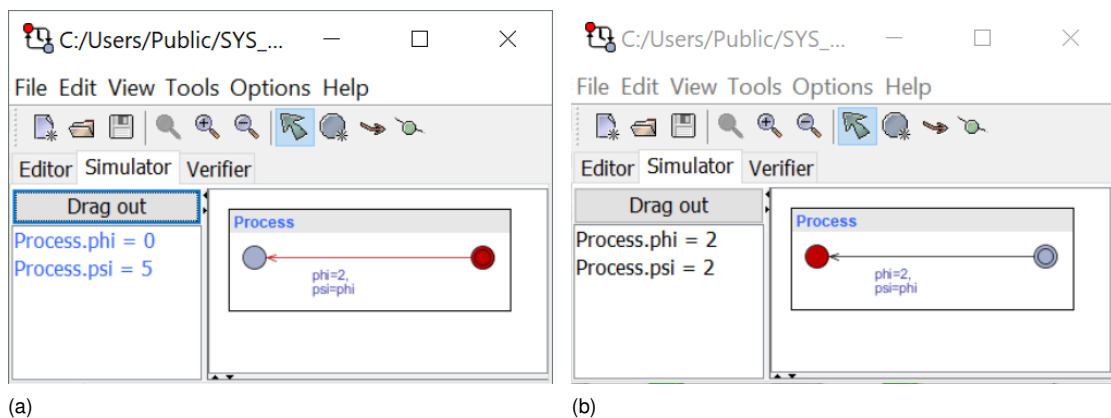 C:/Users/Public/SYS_...
File Edit View Tools Options Help
Editor Simulator Verifier
Drag out
Process.phi = 0
Process.psi = 5
Process
phi=2,
psi=phi
(a)
C:/Users/Public/SYS_...
File Edit View Tools Options Help
Editor Simulator Verifier
Drag out
Process.phi = 2
Process.psi = 2
Process
phi=2,
psi=phi
(b)